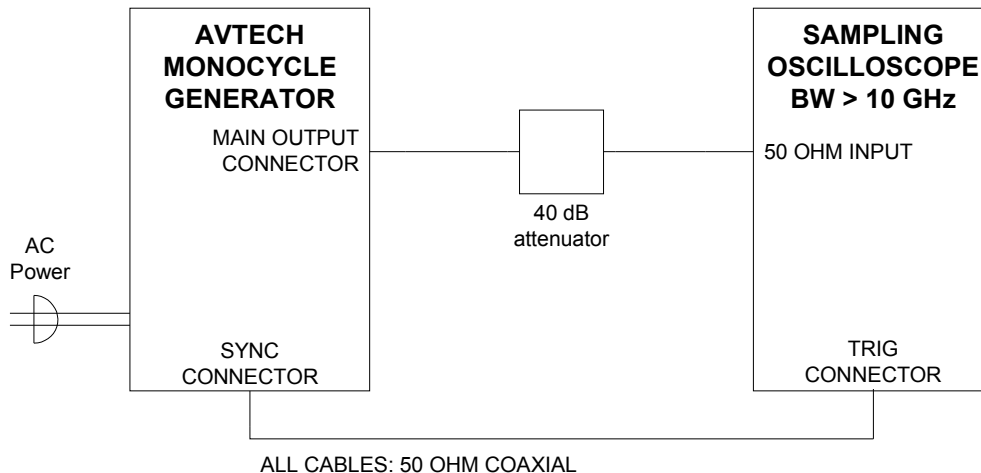 AVTECH
MONOCYCLE
GENERATOR
MAIN OUTPUT
CONNECTOR
40 dB
attenuator
SAMPLING
OSCILLOSCOPE
BW > 10 GHz
50 OHM INPUT
AC
Power
SYNC
CONNECTOR
TRIG
CONNECTOR
ALL CABLES: 50 OHM COAXIAL